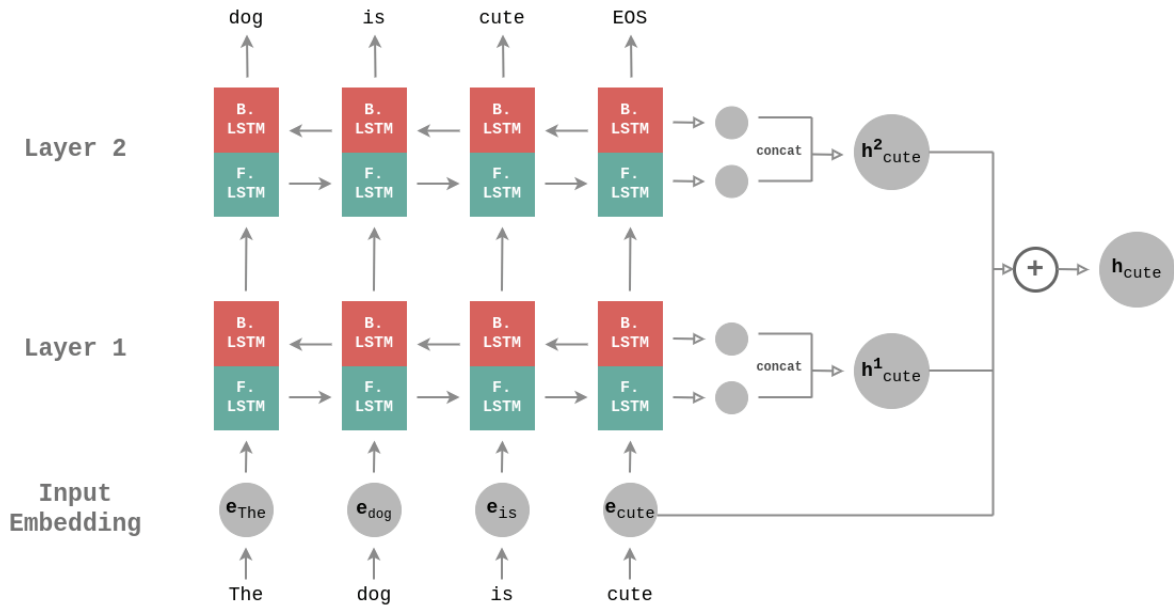 dog is cute EOS
B. B. B. B.
LSTM LSTM LSTM LSTM
Layer 2
concat
h²cute
F. F. F. F.
LSTM LSTM LSTM LSTM
+
hcute
B. B. B. B.
LSTM LSTM LSTM LSTM
Layer 1
concat
h¹cute
F. F. F. F.
LSTM LSTM LSTM LSTM
Input
Embedding
eThe edog eis ecute
The dog is cute